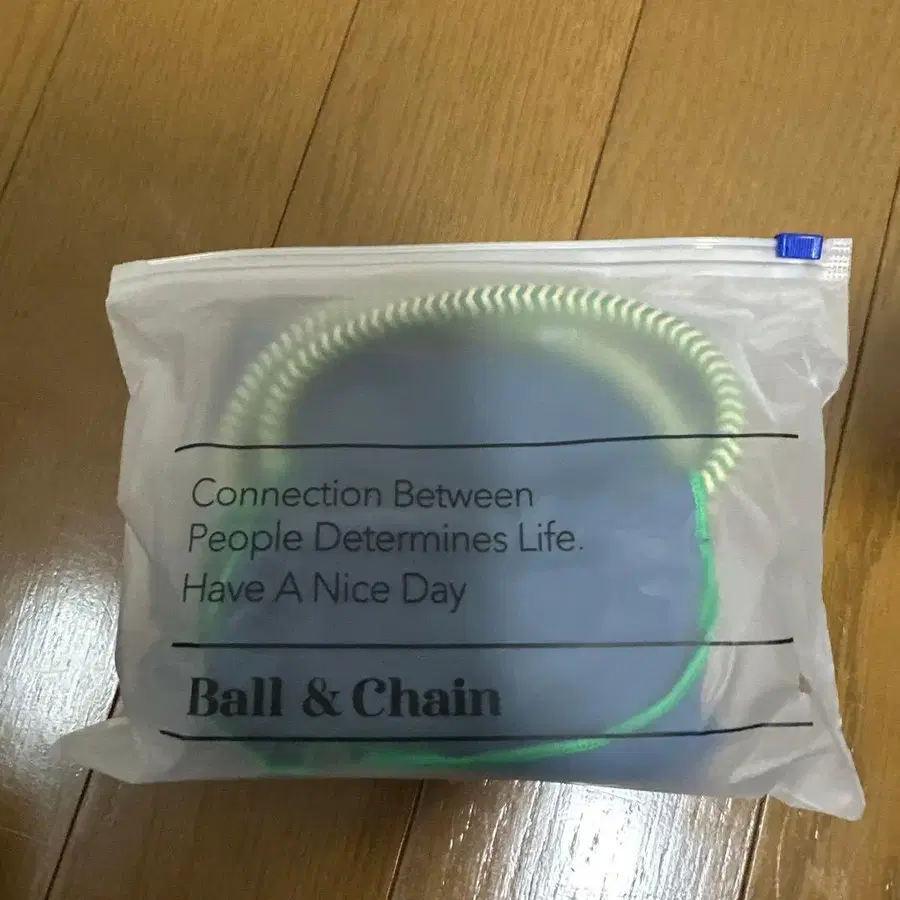 Connection Between
People Determines Life.
Have A Nice Day
Ball & Chain